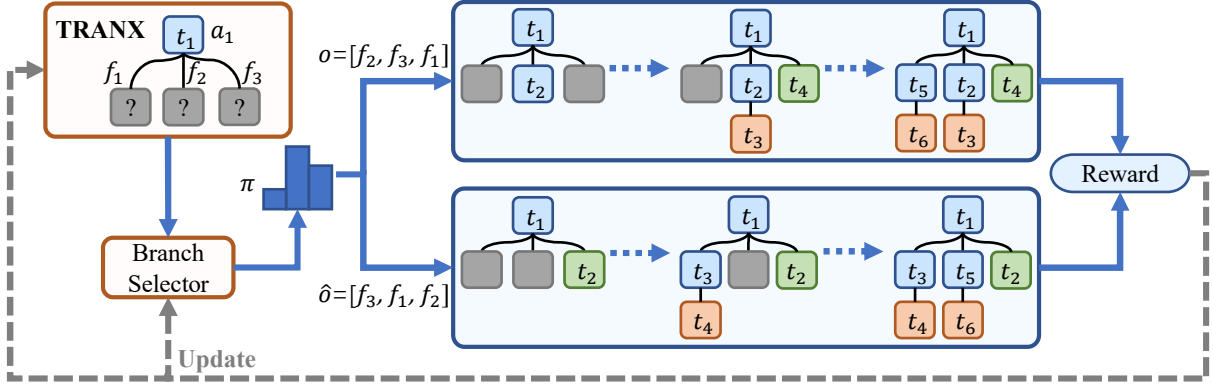 TRANX
t₁ a₁
f₁ f₂ f₃
? ? ?
Branch
Selector
π
o=[f₂, f₃, f₁]
t₁
t₂
t₁
t₂ t₄
t₃
t₁
t₅ t₂ t₄
t₆ t₃
ô=[f₃, f₁, f₂]
t₁
t₂
t₁
t₃ t₂
t₄
t₁
t₃ t₅ t₂
t₄ t₆
Reward
Update